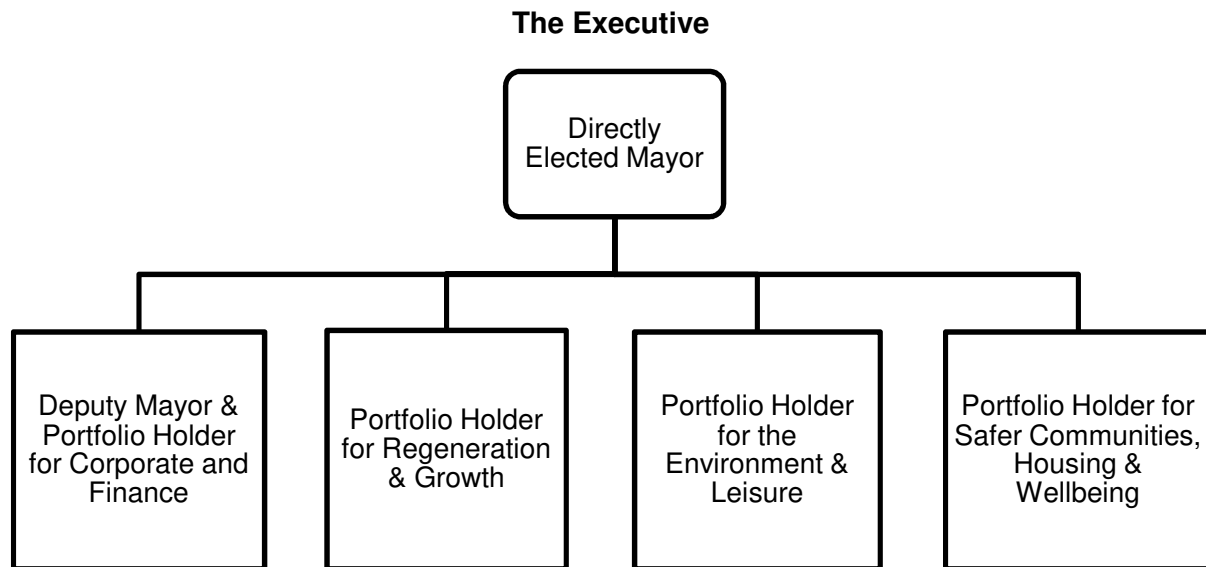 The Executive
Directly
Elected Mayor
Deputy Mayor &
Portfolio Holder
for Corporate and
Finance
Portfolio Holder
for Regeneration
& Growth
Portfolio Holder
for the
Environment &
Leisure
Portfolio Holder for
Safer Communities,
Housing &
Wellbeing